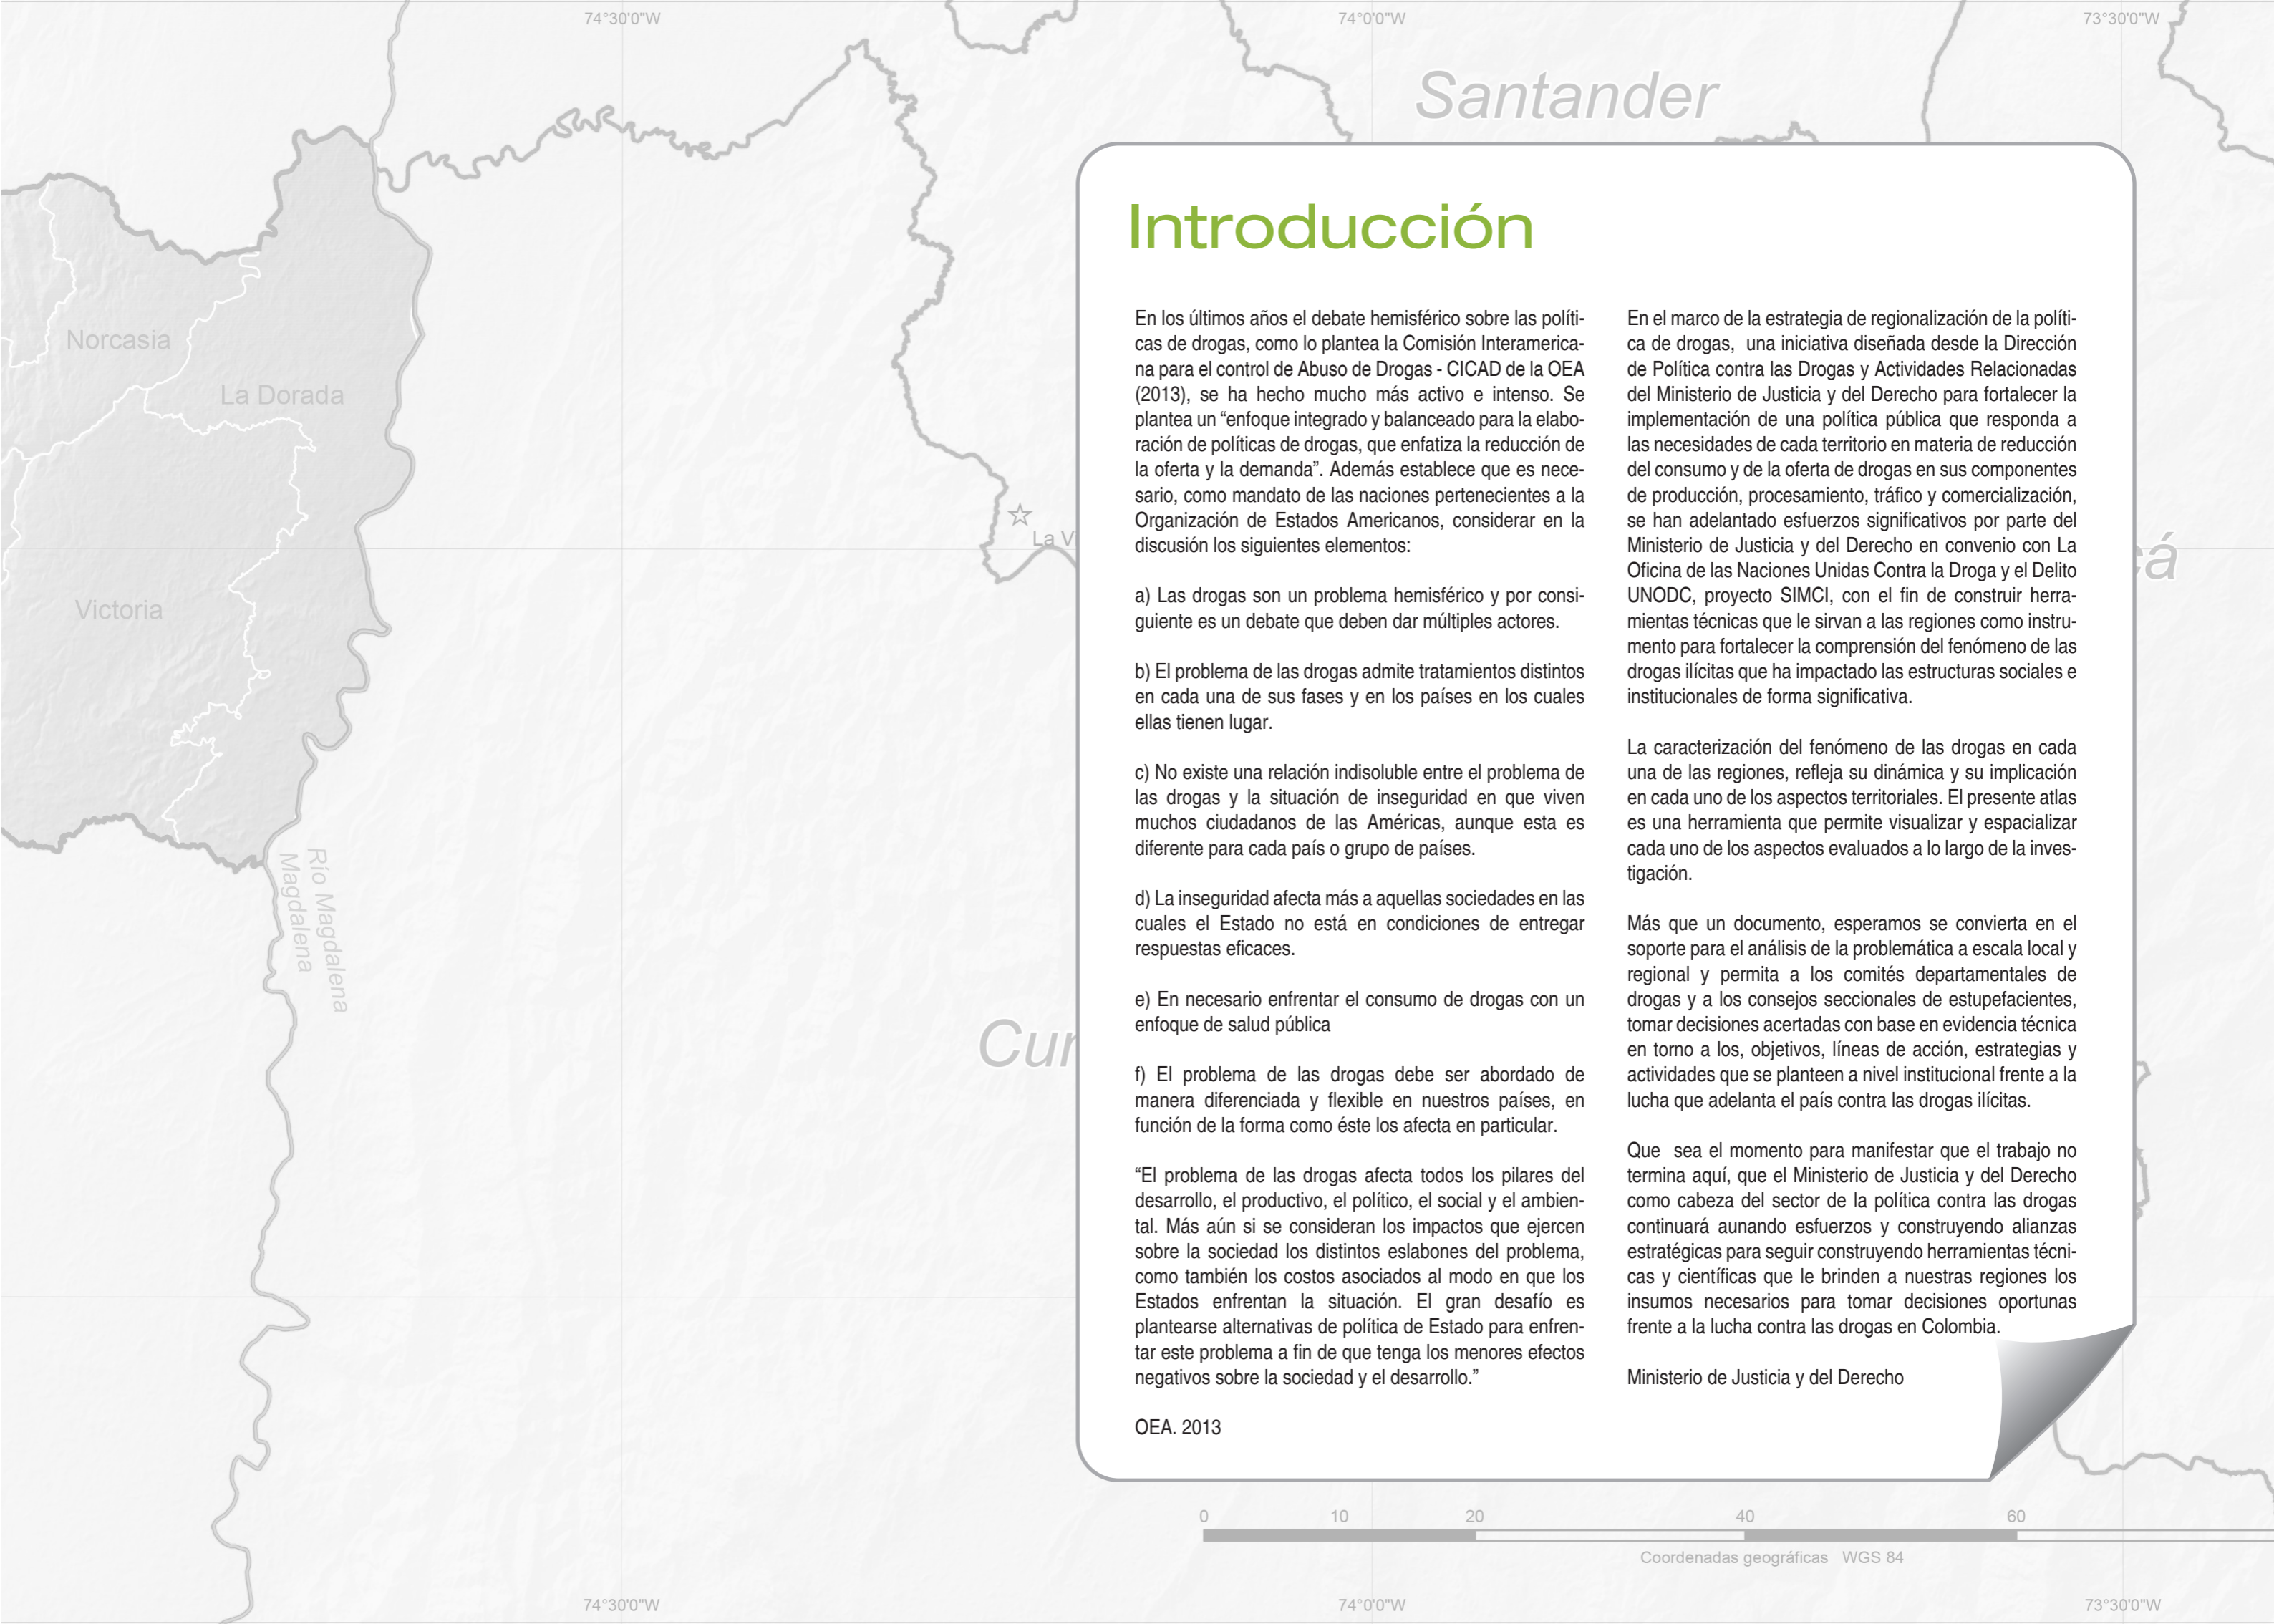 74°30'0"W
74°0'0"W
73°30'0"W
Santander
Norcasia
La Dorada
Victoria
Río Magdalena
Magdalena
La V
Cur
cá
Introducción
En los últimos años el debate hemisférico sobre las políti-
cas de drogas, como lo plantea la Comisión Interamerica-
na para el control de Abuso de Drogas - CICAD de la OEA
(2013), se ha hecho mucho más activo e intenso. Se
plantea un “enfoque integrado y balanceado para la elabo-
ración de políticas de drogas, que enfatiza la reducción de
la oferta y la demanda”. Además establece que es nece-
sario, como mandato de las naciones pertenecientes a la
Organización de Estados Americanos, considerar en la
discusión los siguientes elementos:
a) Las drogas son un problema hemisférico y por consi-
guiente es un debate que deben dar múltiples actores.
b) El problema de las drogas admite tratamientos distintos
en cada una de sus fases y en los países en los cuales
ellas tienen lugar.
c) No existe una relación indisoluble entre el problema de
las drogas y la situación de inseguridad en que viven
muchos ciudadanos de las Américas, aunque esta es
diferente para cada país o grupo de países.
d) La inseguridad afecta más a aquellas sociedades en las
cuales el Estado no está en condiciones de entregar
respuestas eficaces.
e) En necesario enfrentar el consumo de drogas con un
enfoque de salud pública
f) El problema de las drogas debe ser abordado de
manera diferenciada y flexible en nuestros países, en
función de la forma como éste los afecta en particular.
“El problema de las drogas afecta todos los pilares del
desarrollo, el productivo, el político, el social y el ambien-
tal. Más aún si se consideran los impactos que ejercen
sobre la sociedad los distintos eslabones del problema,
como también los costos asociados al modo en que los
Estados enfrentan la situación. El gran desafío es
plantearse alternativas de política de Estado para enfren-
tar este problema a fin de que tenga los menores efectos
negativos sobre la sociedad y el desarrollo.”
OEA. 2013
En el marco de la estrategia de regionalización de la políti-
ca de drogas, una iniciativa diseñada desde la Dirección
de Política contra las Drogas y Actividades Relacionadas
del Ministerio de Justicia y del Derecho para fortalecer la
implementación de una política pública que responda a
las necesidades de cada territorio en materia de reducción
del consumo y de la oferta de drogas en sus componentes
de producción, procesamiento, tráfico y comercialización,
se han adelantado esfuerzos significativos por parte del
Ministerio de Justicia y del Derecho en convenio con La
Oficina de las Naciones Unidas Contra la Droga y el Delito
UNODC, proyecto SIMCI, con el fin de construir herra-
mientas técnicas que le sirvan a las regiones como instru-
mento para fortalecer la comprensión del fenómeno de las
drogas ilícitas que ha impactado las estructuras sociales e
institucionales de forma significativa.
La caracterización del fenómeno de las drogas en cada
una de las regiones, refleja su dinámica y su implicación
en cada uno de los aspectos territoriales. El presente atlas
es una herramienta que permite visualizar y espacializar
cada uno de los aspectos evaluados a lo largo de la inves-
tigación.
Más que un documento, esperamos se convierta en el
soporte para el análisis de la problemática a escala local y
regional y permita a los comités departamentales de
drogas y a los consejos seccionales de estupefacientes,
tomar decisiones acertadas con base en evidencia técnica
en torno a los, objetivos, líneas de acción, estrategias y
actividades que se planteen a nivel institucional frente a la
lucha que adelanta el país contra las drogas ilícitas.
Que sea el momento para manifestar que el trabajo no
termina aquí, que el Ministerio de Justicia y del Derecho
como cabeza del sector de la política contra las drogas
continuará aunando esfuerzos y construyendo alianzas
estratégicas para seguir construyendo herramientas técni-
cas y científicas que le brinden a nuestras regiones los
insumos necesarios para tomar decisiones oportunas
frente a la lucha contra las drogas en Colombia.
Ministerio de Justicia y del Derecho
0 10 20 40 60
Coordenadas geográficas WGS 84
74°30'0"W
74°0'0"W
73°30'0"W